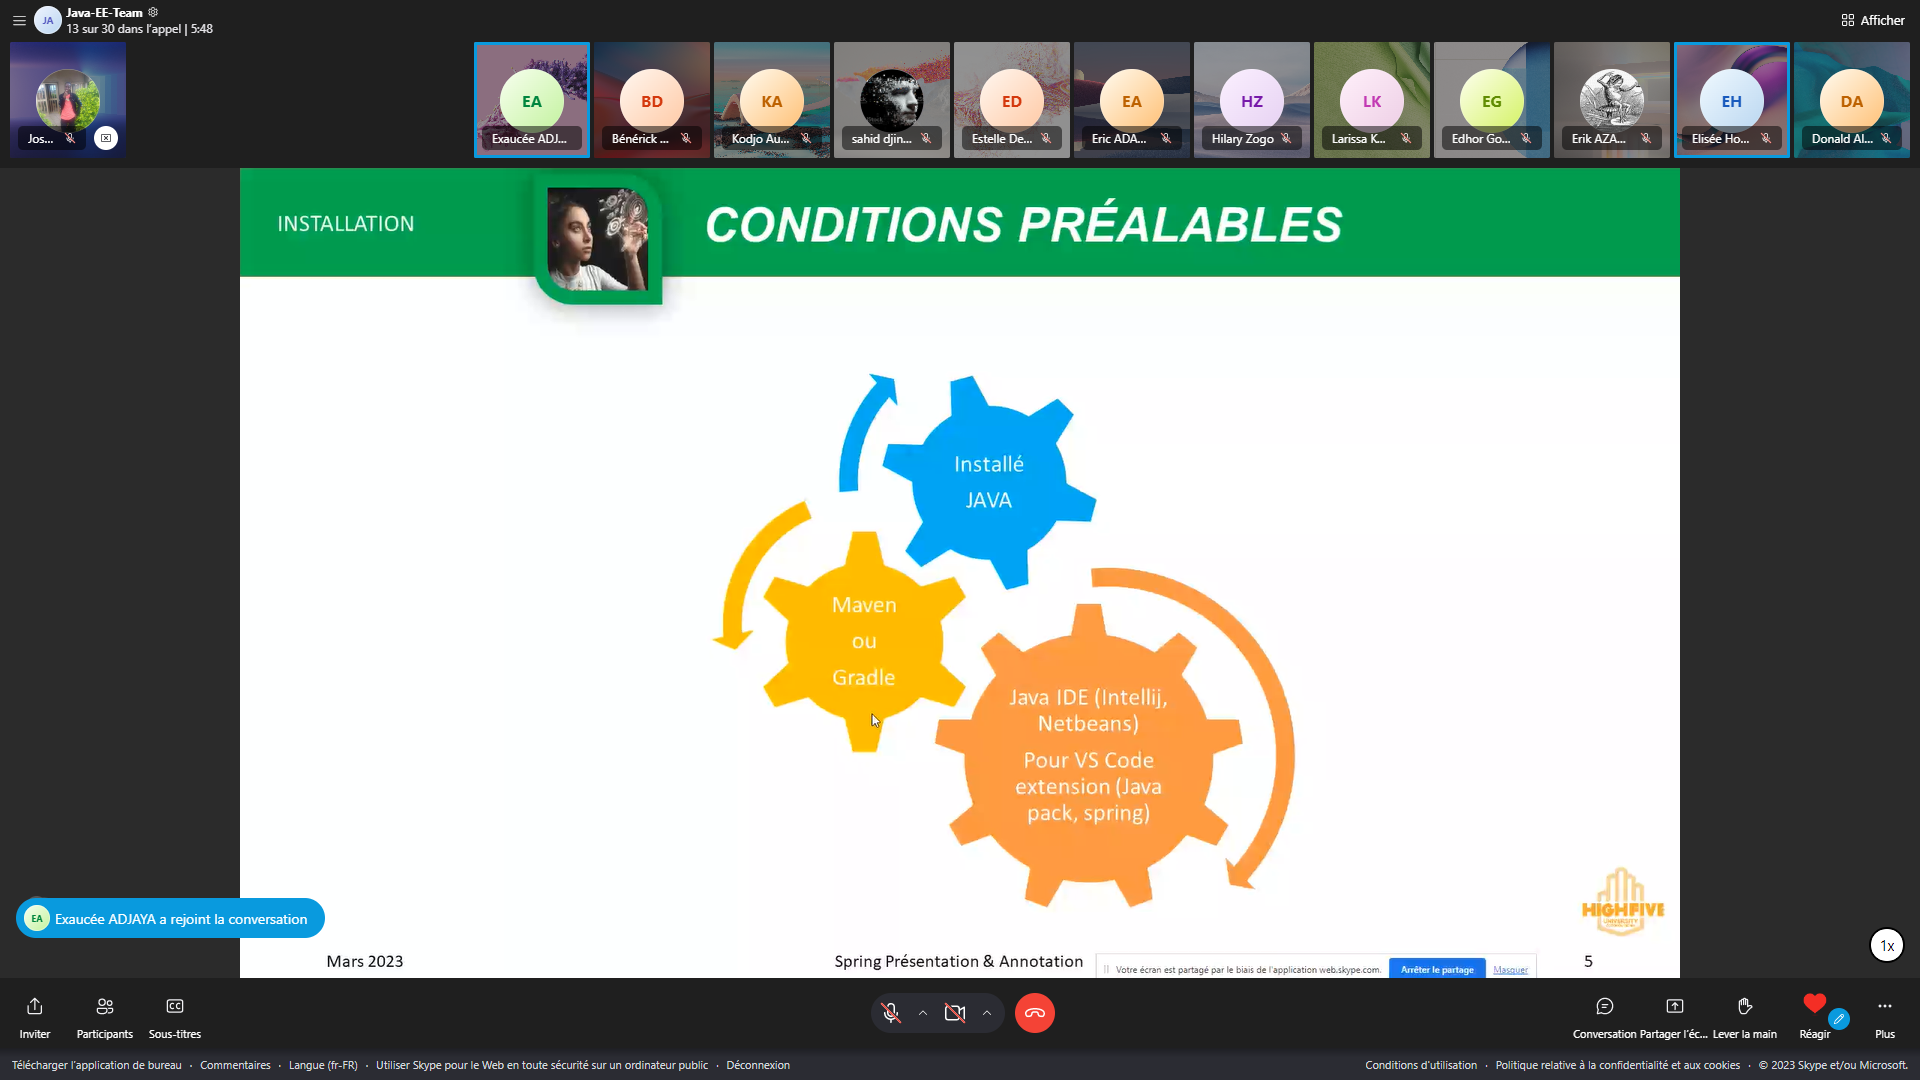 Java-EE-Team
13 sur 30 dans l'appel | 5:48
JA
Afficher
Jos...
EA
Exaucée ADJ...
BD
Bénérick ...
KA
Kodjo Au...
sahid djin...
ED
Estelle De...
EA
Eric ADA...
HZ
Hilary Zogo
LK
Larissa K...
EG
Edhor Go...
Erik AZA...
EH
Elisée Ho...
DA
Donald Al...
INSTALLATION
CONDITIONS PRÉALABLES
Installé
JAVA
Maven
ou
Gradle
Java IDE (Intellij,
Netbeans)
Pour VS Code
extension (Java
pack, spring)
HIGHFIVE
UNIVERSITY
EA
Exaucée ADJAYA a rejoint la conversation
1x
Mars 2023
Spring Présentation & Annotation
Votre écran est partagé par le biais de l'application web.skype.com.
Arrêter le partage
Masquer
5
Inviter
Participants
Sous-titres
Conversation
Partager l'éc...
Lever la main
Réagir
Plus
Télécharger l'application de bureau · Commentaires · Langue (fr-FR) · Utiliser Skype pour le Web en toute sécurité sur un ordinateur public · Déconnexion
Conditions d'utilisation · Politique relative à la confidentialité et aux cookies · © 2023 Skype et/ou Microsoft.